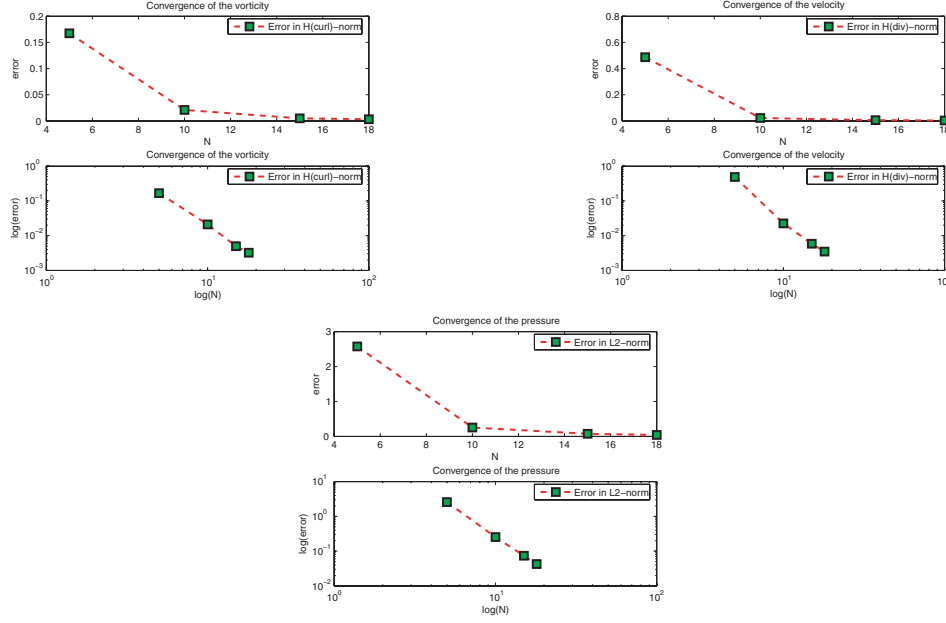 Convergence of the vorticity
0.2
0.15
0.1
0.05
0
error
4 6 8 10 12 14 16 18
N
Error in H(curl)−norm
Convergence of the vorticity
10^0
10^−1
10^−2
10^−3
log(error)
10^0 10^1 10^2
log(N)
Error in H(curl)−norm
Convergence of the velocity
0.8
0.6
0.4
0.2
0
error
4 6 8 10 12 14 16 18
N
Error in H(div)−norm
Convergence of the velocity
10^0
10^−1
10^−2
10^−3
log(error)
10^0 10^1 10
log(N)
Error in H(div)−norm
Convergence of the pressure
3
2
1
0
error
4 6 8 10 12 14 16 18
N
Error in L2−norm
Convergence of the pressure
10^1
10^0
10^−1
10^−2
log(error)
10^0 10^1 10^2
log(N)
Error in L2−norm